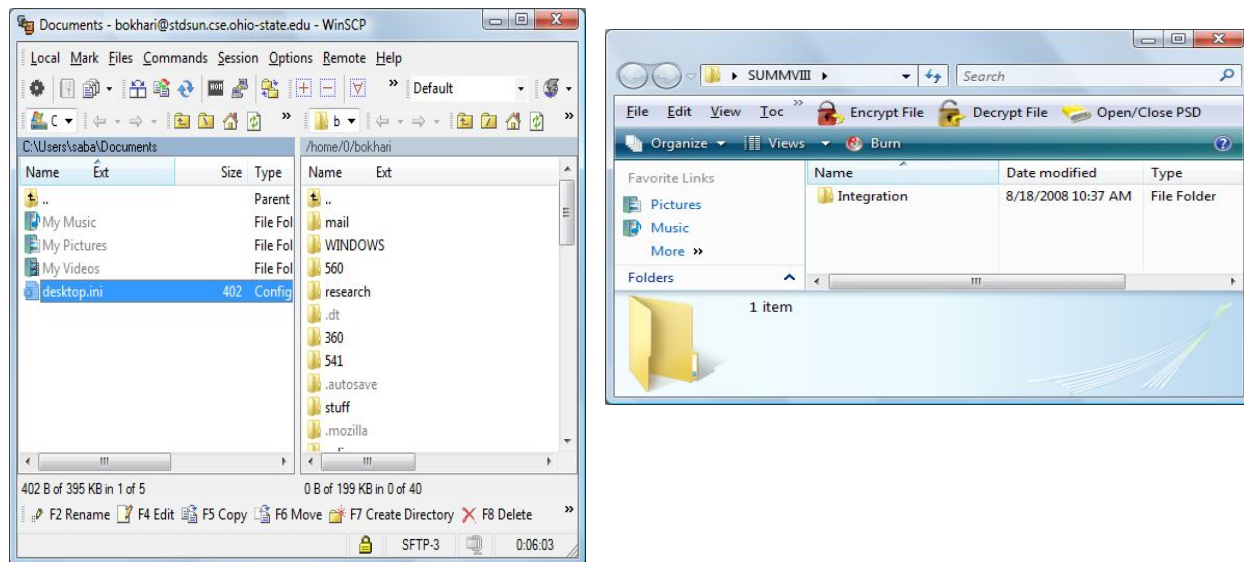 Documents - bokhari@stdsun.cse.ohio-state.edu - WinSCP
Local Mark Files Commands Session Options Remote Help
» Default
C » b »
C:\Users\saba\Documents /home/0/bokhari
Name Ext Size Type Name Ext
.. Parent ..
My Music File Fol mail
My Pictures File Fol WINDOWS
My Videos File Fol 560
desktop.ini 402 Config research
.dt
360
541
.autosave
stuff
.mozilla
402 B of 395 KB in 1 of 5 0 B of 199 KB in 0 of 40
F2 Rename F4 Edit F5 Copy F6 Move F7 Create Directory F8 Delete »
SFTP-3 0:06:03
SUMMVIII Search
File Edit View Toc » Encrypt File Decrypt File Open/Close PSD
Organize Views Burn
Favorite Links Name Date modified Type
Pictures Integration 8/18/2008 10:37 AM File Folder
Music
More »
Folders
1 item